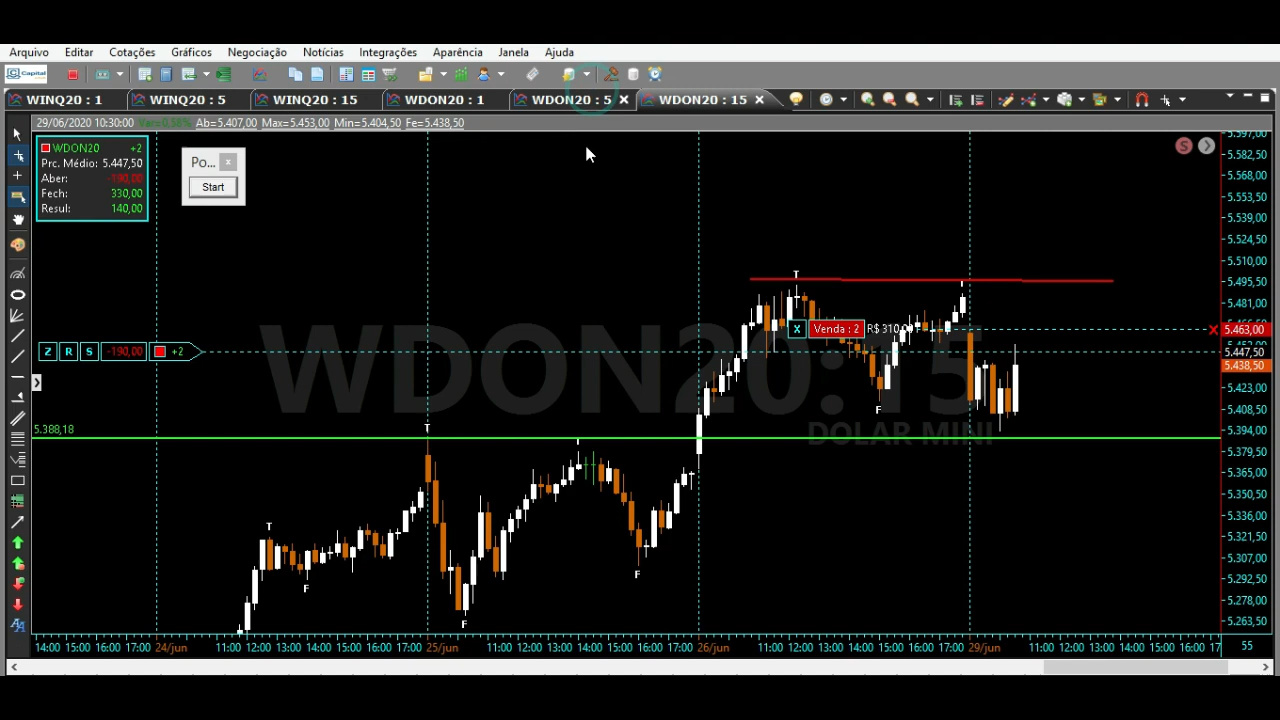 Arquivo Editar Cotações Gráficos Negociação Notícias Integrações Aparência Janela Ajuda
Capital
WINQ20 : 1 WINQ20 : 5 WINQ20 : 15 WDON20 : 1 WDON20 : 5 WDON20 : 15
29/06/2020 10:30:00 Var=0.58% Ab=5.407,00 Max=5.453,00 Min=5.404,50 Fe=5.438,50
WDON20 +2
Prc. Médio: 5.447,50
Aber: -190,00
Fech: 330,00
Resul: 140,00
Po... x
Start
S
5.597,00
5.582,50
5.568,00
5.553,50
5.539,00
5.524,50
5.510,00
5.495,50
5.481,00
5.463,00
5.447,50
5.438,50
5.423,00
5.408,50
5.394,00
5.379,50
5.365,00
5.350,50
5.336,00
5.321,50
5.307,00
5.292,50
5.278,00
5.263,50
T
X Venda : 2
Z R S -190,00 +2
WDON20:15
DOLAR MINI
F
5.388,18
T
T
F
F
F
14:00 15:00 16:00 17:00 24/jun 11:00 12:00 13:00 14:00 15:00 16:00 17:00 25/jun 11:00 12:00 13:00 14:00 15:00 16:00 17:00 26/jun 11:00 12:00 13:00 14:00 15:00 16:00 17:00 29/jun 11:00 12:00 13:00 14:00 15:00 16:00 17 55